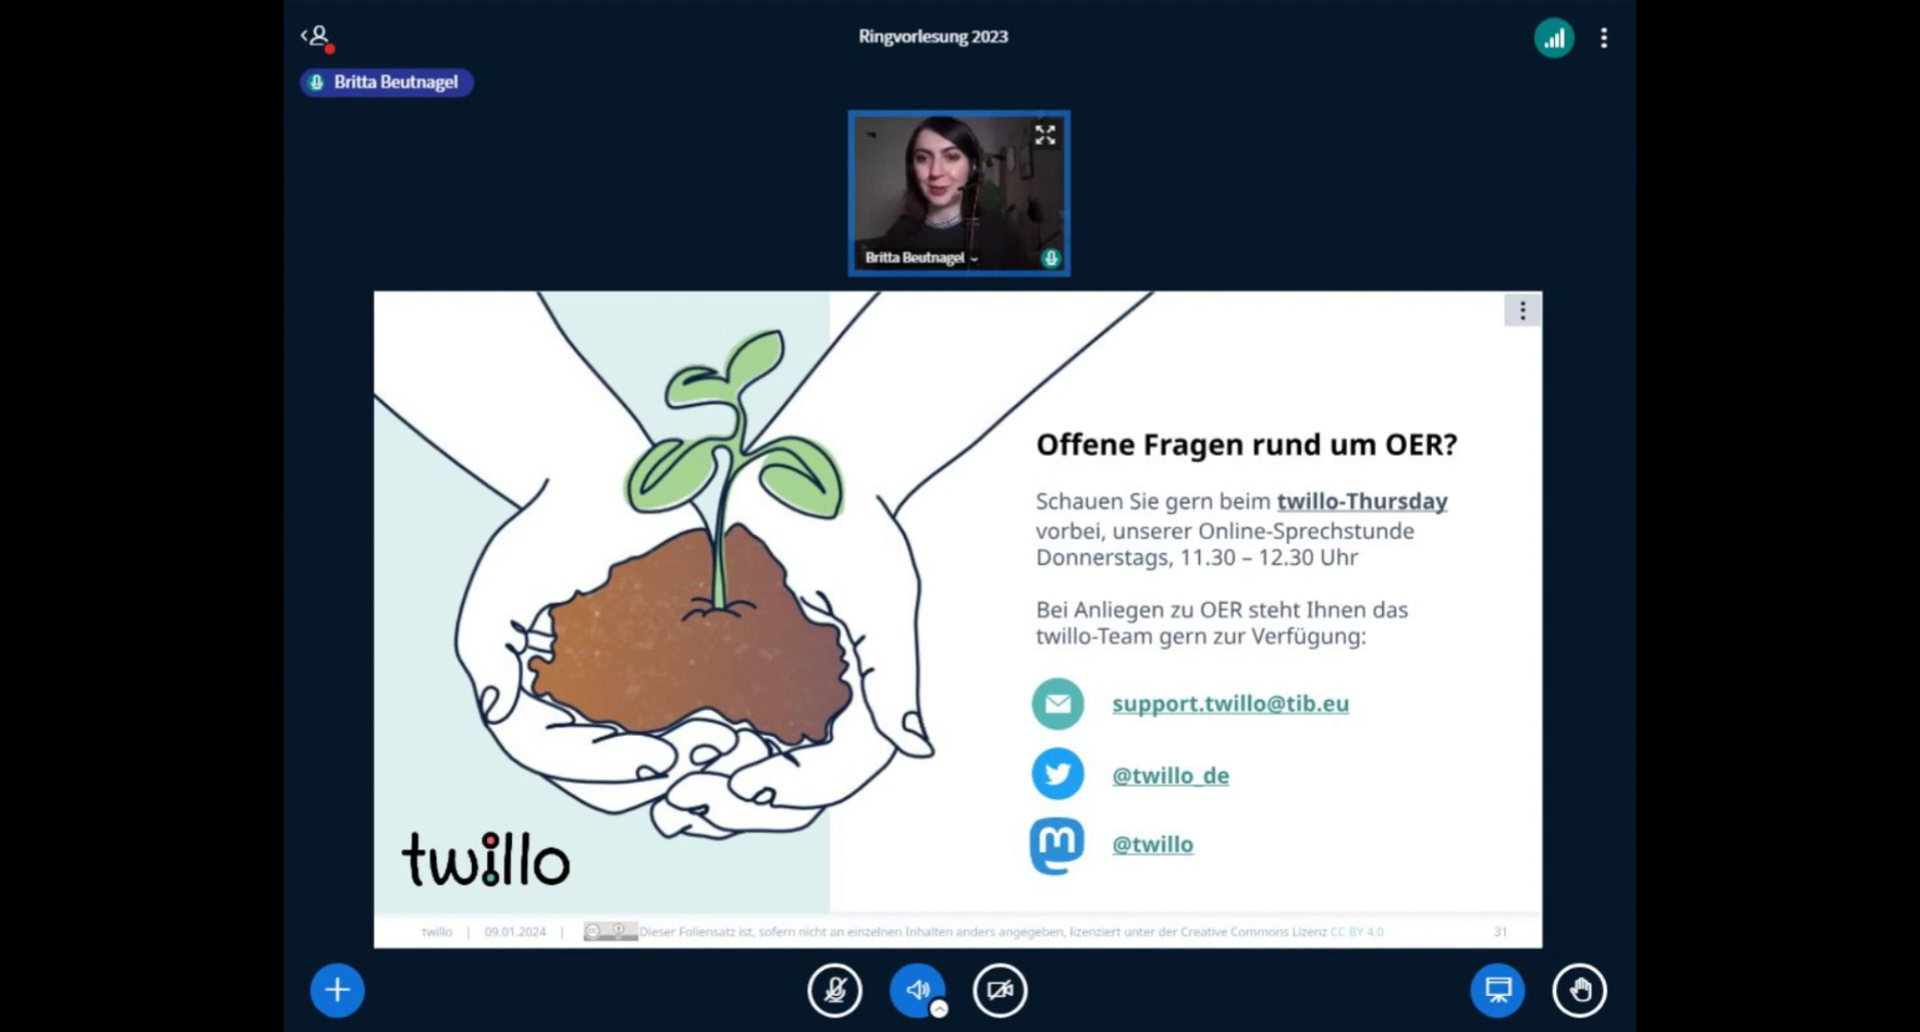 Ringvorlesung 2023
Britta Beutnagel
Britta Beutnagel
Offene Fragen rund um OER?
Schauen Sie gern beim twillo-Thursday
vorbei, unserer Online-Sprechstunde
Donnerstags, 11.30 – 12.30 Uhr
Bei Anliegen zu OER steht Ihnen das
twillo-Team gern zur Verfügung:
support.twillo@tib.eu
@twillo_de
@twillo
twillo
twillo | 09.01.2024 | Dieser Foliensatz ist, sofern nicht an einzelnen Inhalten anders angegeben, lizenziert unter der Creative Commons Lizenz CC BY 4.0 31